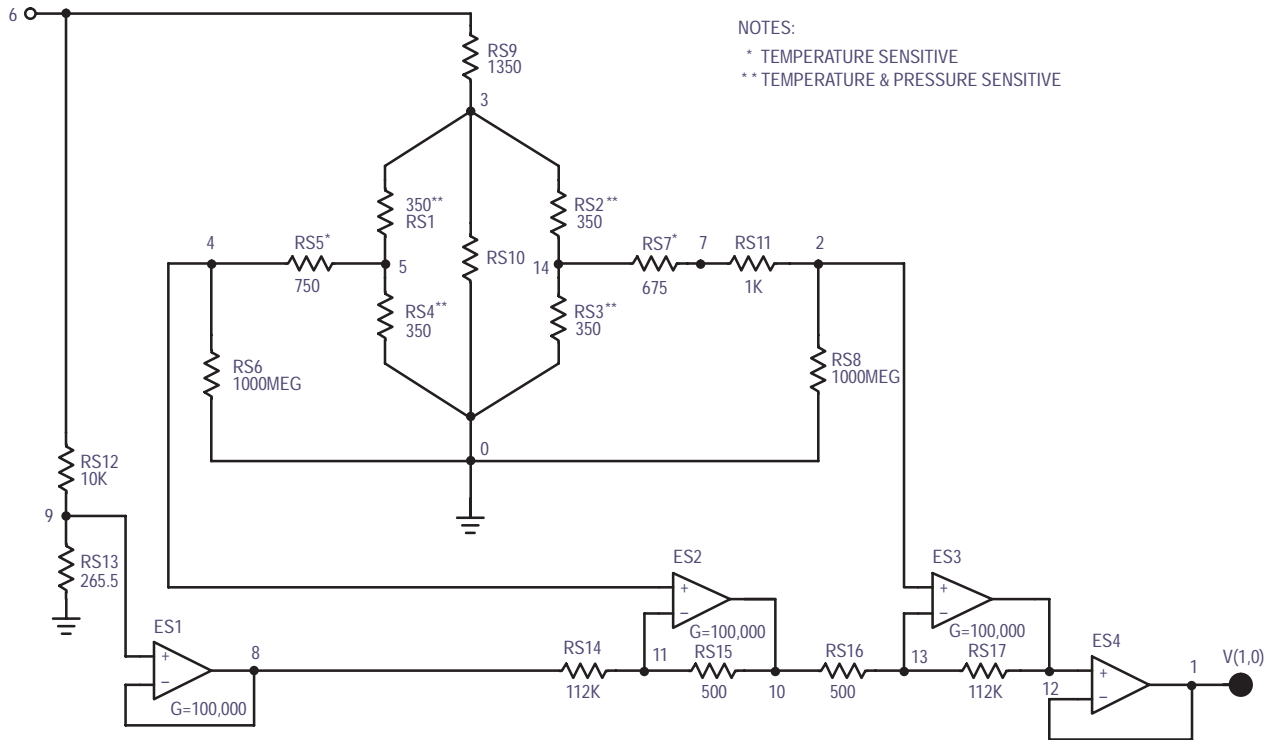 6
RS9
1350
3
NOTES:
* TEMPERATURE SENSITIVE
** TEMPERATURE & PRESSURE SENSITIVE
350**
RS1
RS2**
350
4
RS5*
750
5
RS10
14
RS7*
675
7
RS11
1K
2
RS4**
350
RS3**
350
RS6
1000MEG
RS8
1000MEG
0
RS12
10K
9
RS13
265.5
ES1
+
−
G=100,000
8
RS14
112K
11
ES2
+
−
G=100,000
RS15
500
10
RS16
500
13
ES3
+
−
G=100,000
RS17
112K
12
ES4
+
−
1
V(1,0)